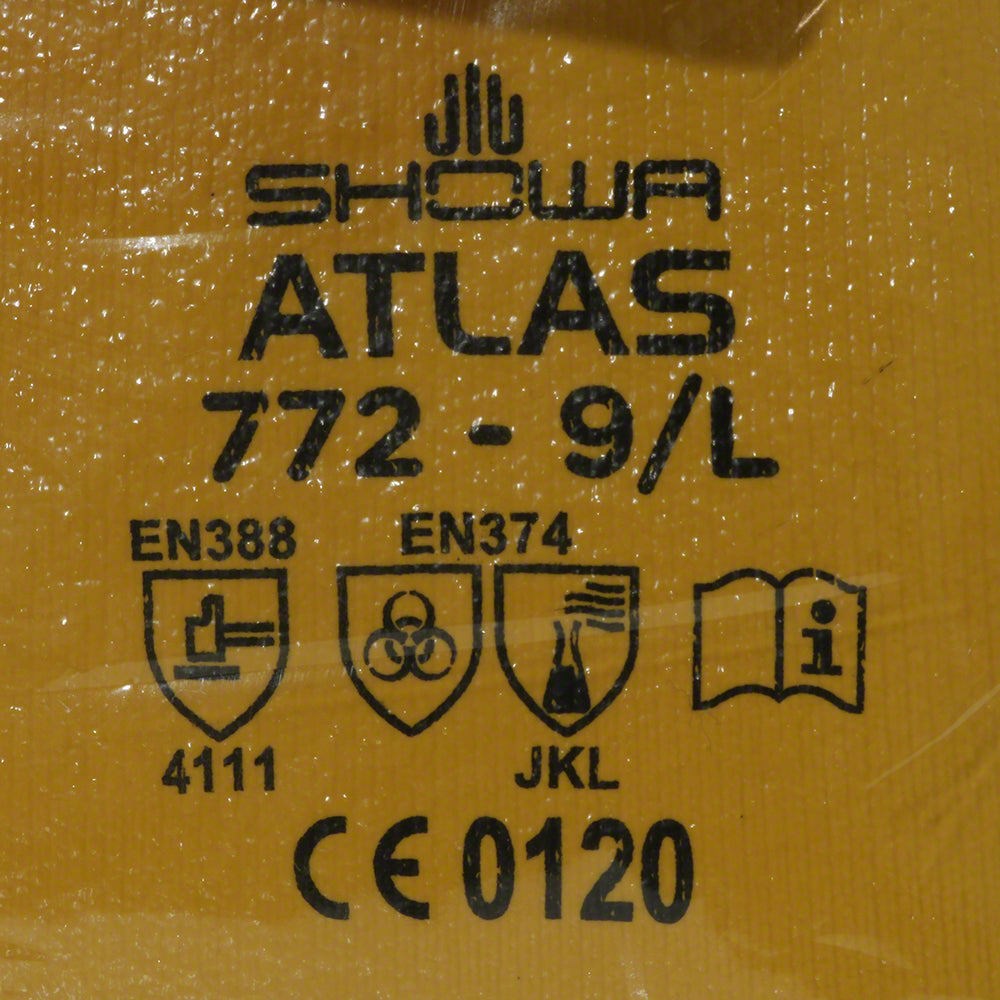 SHOWA
ATLAS
772 - 9/L
EN388 EN374
i
4111 JKL
CE 0120